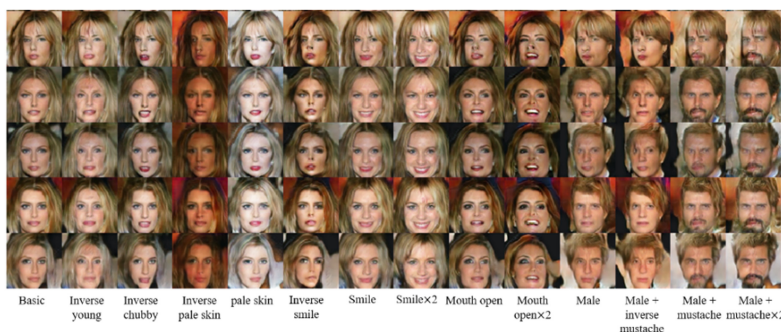 Basic Inverse Inverse Inverse pale skin Inverse Smile Smile×2 Mouth open Mouth Male Male + Male + Male +
young chubby pale skin smile open×2 inverse mustache mustache×2
mustache